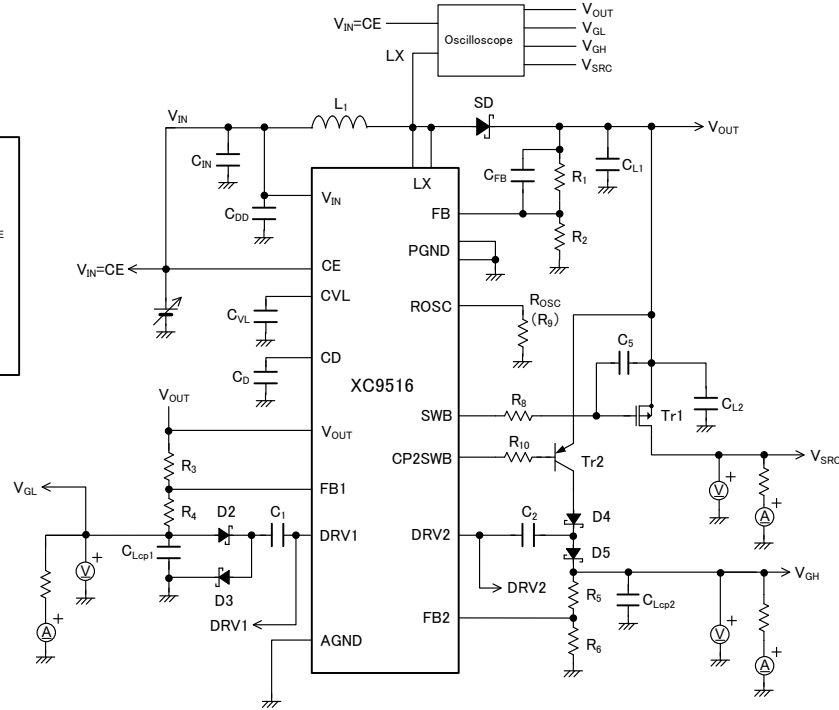 VOUT
VIN=CE
VGL
Oscilloscope
VGH
LX
VSRC
L1
SD
VIN
VOUT
CIN
CFB
R1
CL1
LX
VIN
CDD
FB
R2
E
PGND
VIN=CE
CE
CVL
ROSC
ROSC
(R9)
CVL
C5
CD
CD
XC9516
CL2
VOUT
R8
SWB
Tr1
R10
VOUT
CP2SWB
Tr2
VSRC
R3
V +
VGL
FB1
+
A
R4
D2
C1
C2
D4
CLcp1
DRV1
DRV2
D5
V +
VGH
D3
DRV2
R5
CLcp2
+
A
DRV1
FB2
R6
V +
AGND
+
A